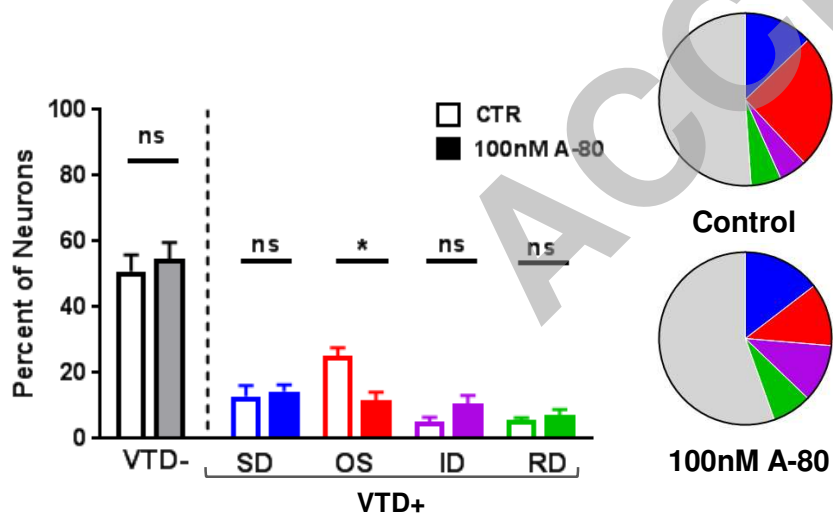 Percent of Neurons
100
80
60
40
20
0
ns
ns
*
ns
ns
CTR
100nM A-80
VTD-
SD
OS
ID
RD
VTD+
Control
100nM A-80